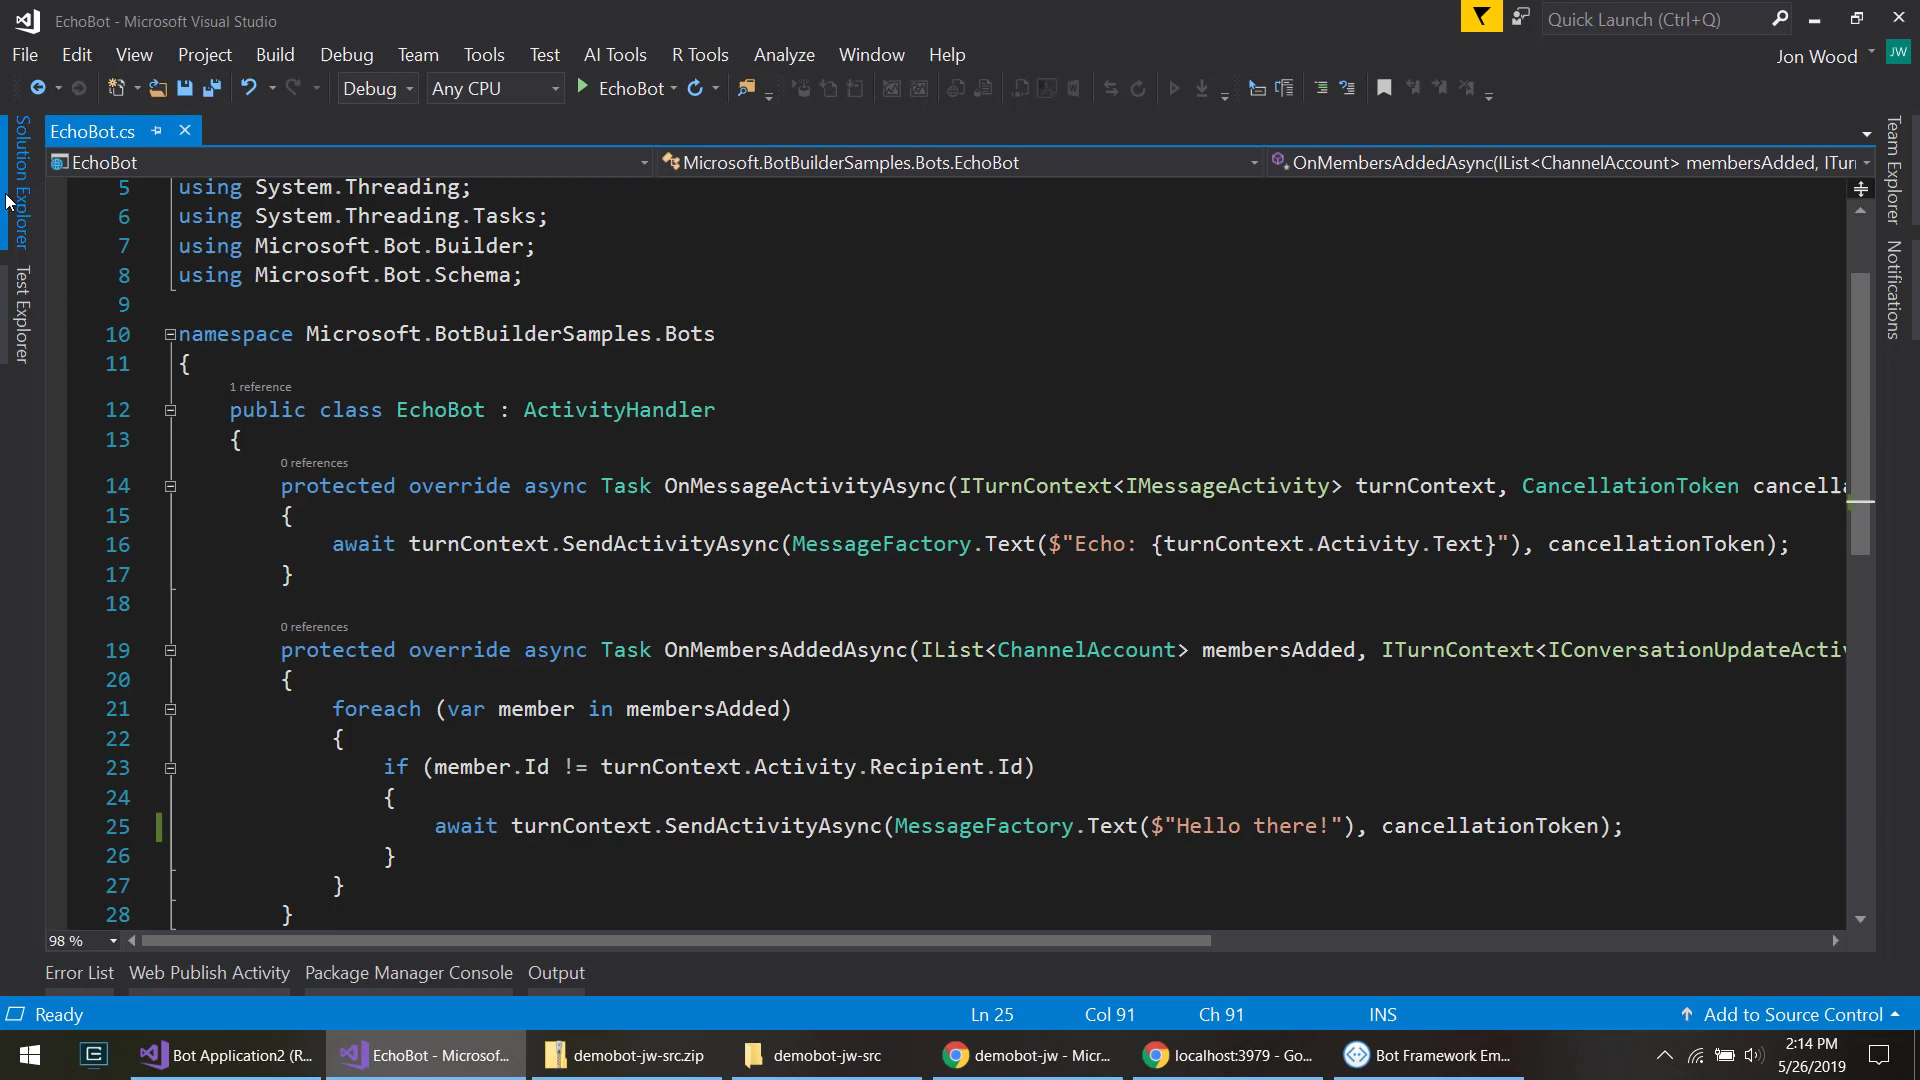 EchoBot - Microsoft Visual Studio
Quick Launch (Ctrl+Q)
File Edit View Project Build Debug Team Tools Test AI Tools R Tools Analyze Window Help
Jon Wood JW
Debug Any CPU EchoBot
EchoBot.cs
EchoBot Microsoft.BotBuilderSamples.Bots.EchoBot OnMembersAddedAsync(IList<ChannelAccount> membersAdded, ITur
Solution Explorer
Test Explorer
Team Explorer
Notifications
5 using System.Threading;
6 using System.Threading.Tasks;
7 using Microsoft.Bot.Builder;
8 using Microsoft.Bot.Schema;
9
10 namespace Microsoft.BotBuilderSamples.Bots
11 {
1 reference
12 public class EchoBot : ActivityHandler
13 {
0 references
14 protected override async Task OnMessageActivityAsync(ITurnContext<IMessageActivity> turnContext, CancellationToken cancella
15 {
16 await turnContext.SendActivityAsync(MessageFactory.Text($"Echo: {turnContext.Activity.Text}"), cancellationToken);
17 }
18
0 references
19 protected override async Task OnMembersAddedAsync(IList<ChannelAccount> membersAdded, ITurnContext<IConversationUpdateActiv
20 {
21 foreach (var member in membersAdded)
22 {
23 if (member.Id != turnContext.Activity.Recipient.Id)
24 {
25 await turnContext.SendActivityAsync(MessageFactory.Text($"Hello there!"), cancellationToken);
26 }
27 }
28 }
98 %
Error List Web Publish Activity Package Manager Console Output
Ready Ln 25 Col 91 Ch 91 INS Add to Source Control
Bot Application2 (R... EchoBot - Microsof... demobot-jw-src.zip demobot-jw-src demobot-jw - Micr... localhost:3979 - Go... Bot Framework Em...
2:14 PM
5/26/2019